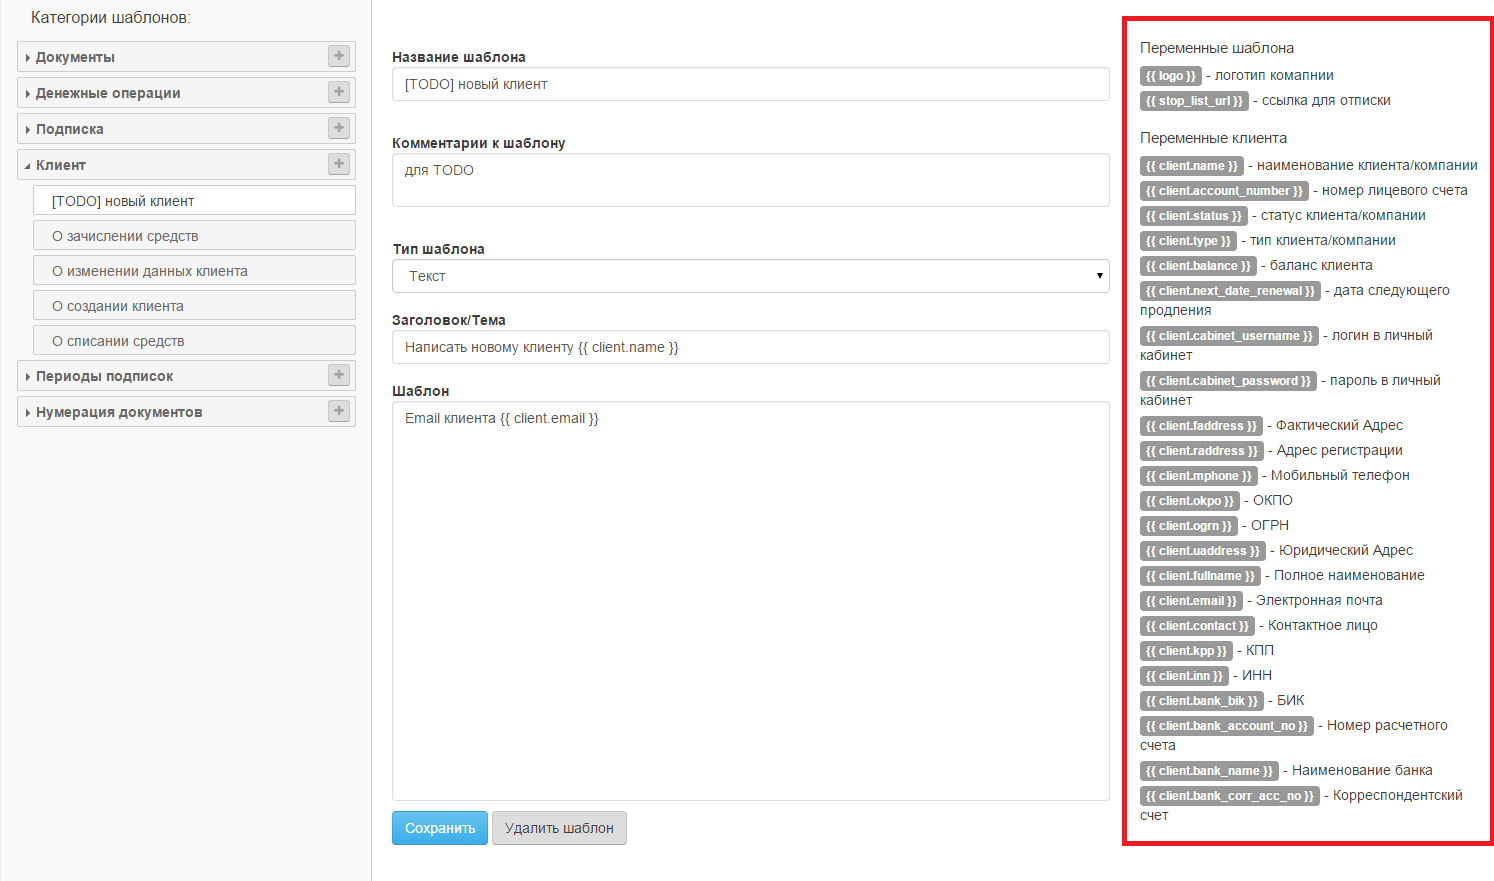 Категории шаблонов:
Документы
Денежные операции
Подписка
Клиент
[TODO] новый клиент
О зачислении средств
О изменении данных клиента
О создании клиента
О списании средств
Периоды подписок
Нумерация документов
Название шаблона
[TODO] новый клиент
Комментарии к шаблону
для TODO
Тип шаблона
Текст
Заголовок/Тема
Написать новому клиенту {{ client.name }}
Шаблон
Email клиента {{ client.email }}
Сохранить
Удалить шаблон
Переменные шаблона
{{ logo }} - логотип комапнии
{{ stop_list_url }} - ссылка для отписки
Переменные клиента
{{ client.name }} - наименование клиента/компании
{{ client.account_number }} - номер лицевого счета
{{ client.status }} - статус клиента/компании
{{ client.type }} - тип клиента/компании
{{ client.balance }} - баланс клиента
{{ client.next_date_renewal }} - дата следующего
продления
{{ client.cabinet_username }} - логин в личный
кабинет
{{ client.cabinet_password }} - пароль в личный
кабинет
{{ client.faddress }} - Фактический Адрес
{{ client.raddress }} - Адрес регистрации
{{ client.mphone }} - Мобильный телефон
{{ client.okpo }} - ОКПО
{{ client.ogrn }} - ОГРН
{{ client.uaddress }} - Юридический Адрес
{{ client.fullname }} - Полное наименование
{{ client.email }} - Электронная почта
{{ client.contact }} - Контактное лицо
{{ client.kpp }} - КПП
{{ client.inn }} - ИНН
{{ client.bank_bik }} - БИК
{{ client.bank_account_no }} - Номер расчетного
счета
{{ client.bank_name }} - Наименование банка
{{ client.bank_corr_acc_no }} - Корреспондентский
счет